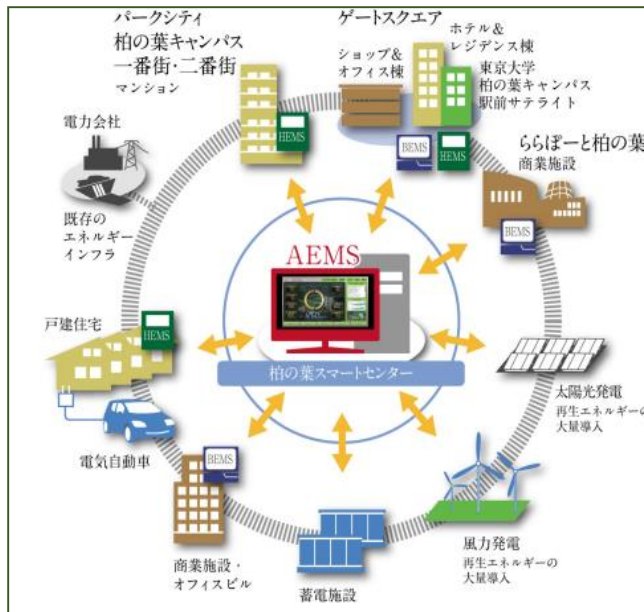 パークシティ
柏の葉キャンパス
一番街・二番街
マンション
HEMS
ゲートスクエア
ショップ&
オフィス棟
ホテル&
レジデンス棟
東京大学
柏の葉キャンパス
駅前サテライト
BEMS
HEMS
ららぽーと柏の葉
商業施設
BEMS
電力会社
既存の
エネルギー
インフラ
AEMS
柏の葉スマートセンター
戸建住宅
HEMS
電気自動車
太陽光発電
再生エネルギーの
大量導入
BEMS
商業施設・
オフィスビル
蓄電施設
風力発電
再生エネルギーの
大量導入